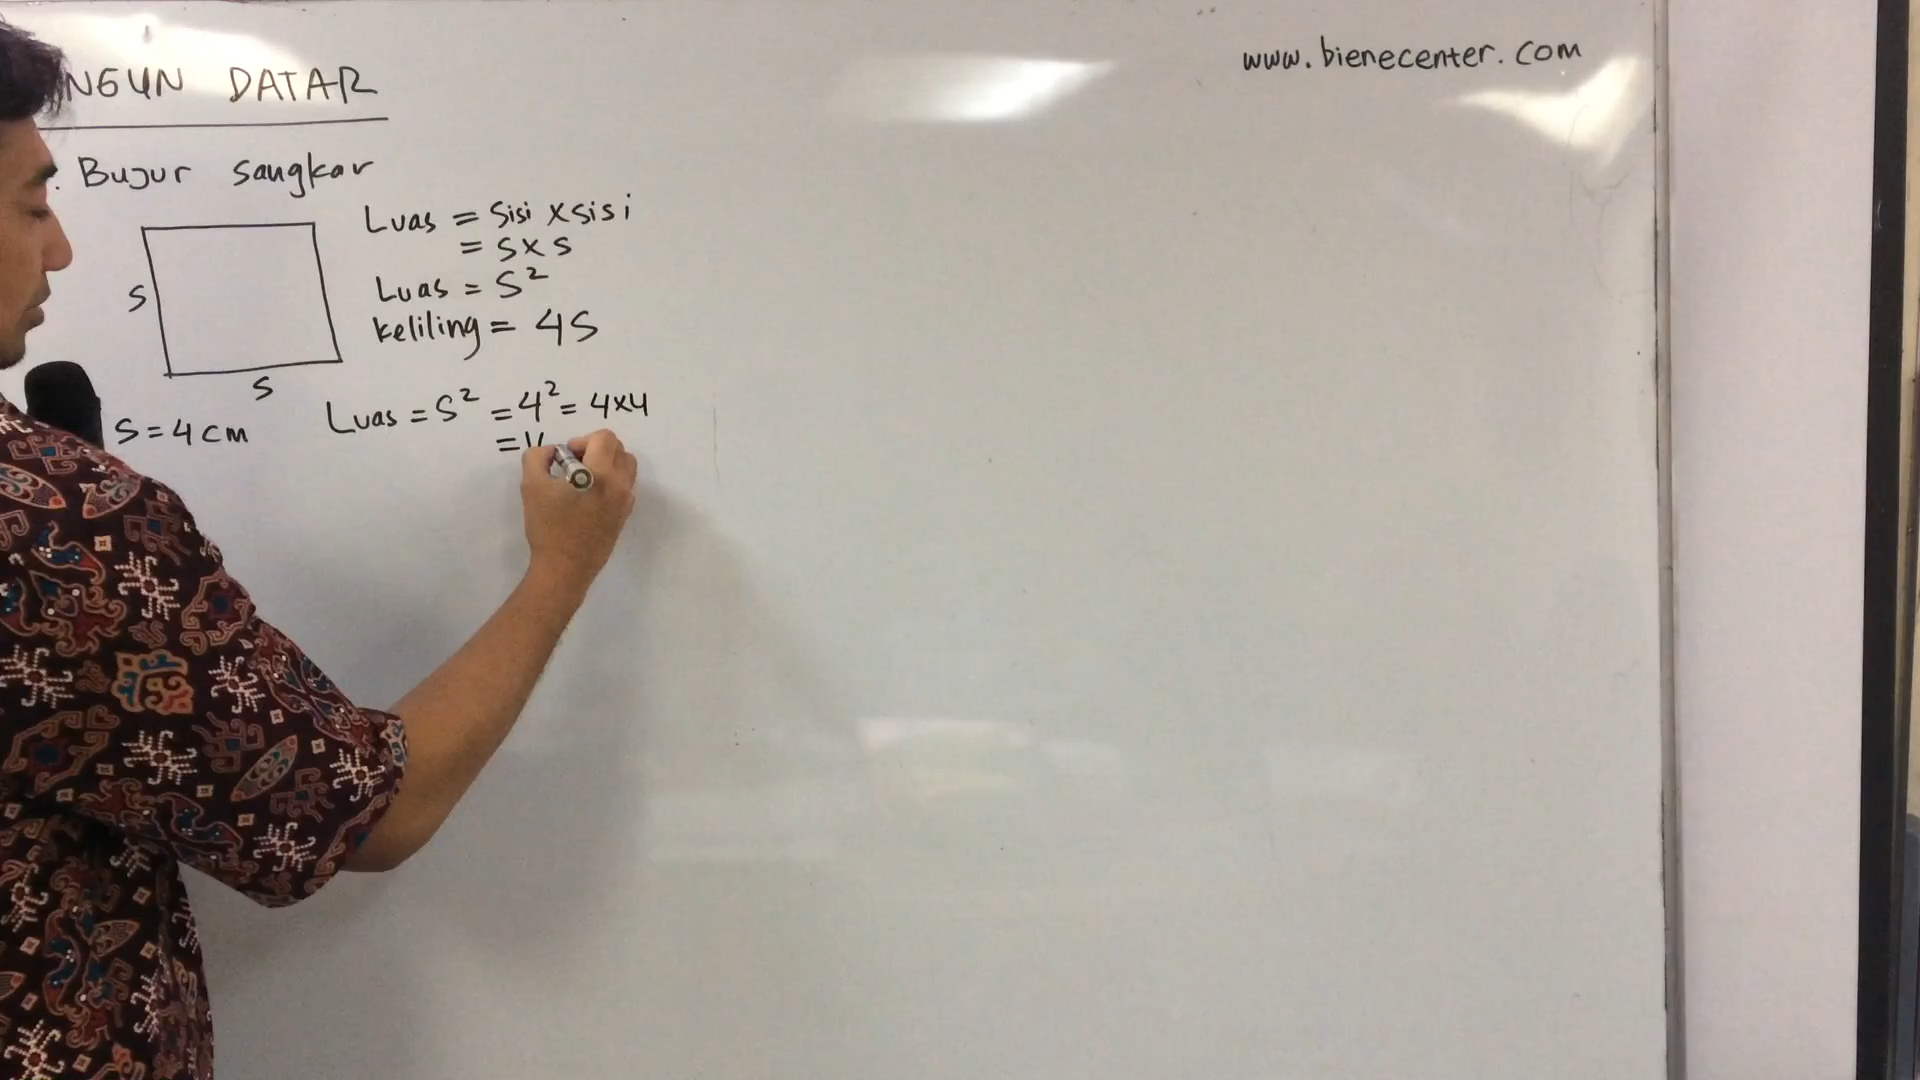 NGUN DATAR
www.bienecenter.com
. Bujur sangkar
Luas = sisi x sisi
= s x s
Luas = s²
keliling = 4s
s
s
s = 4 cm
Luas = s² = 4² = 4x4
=